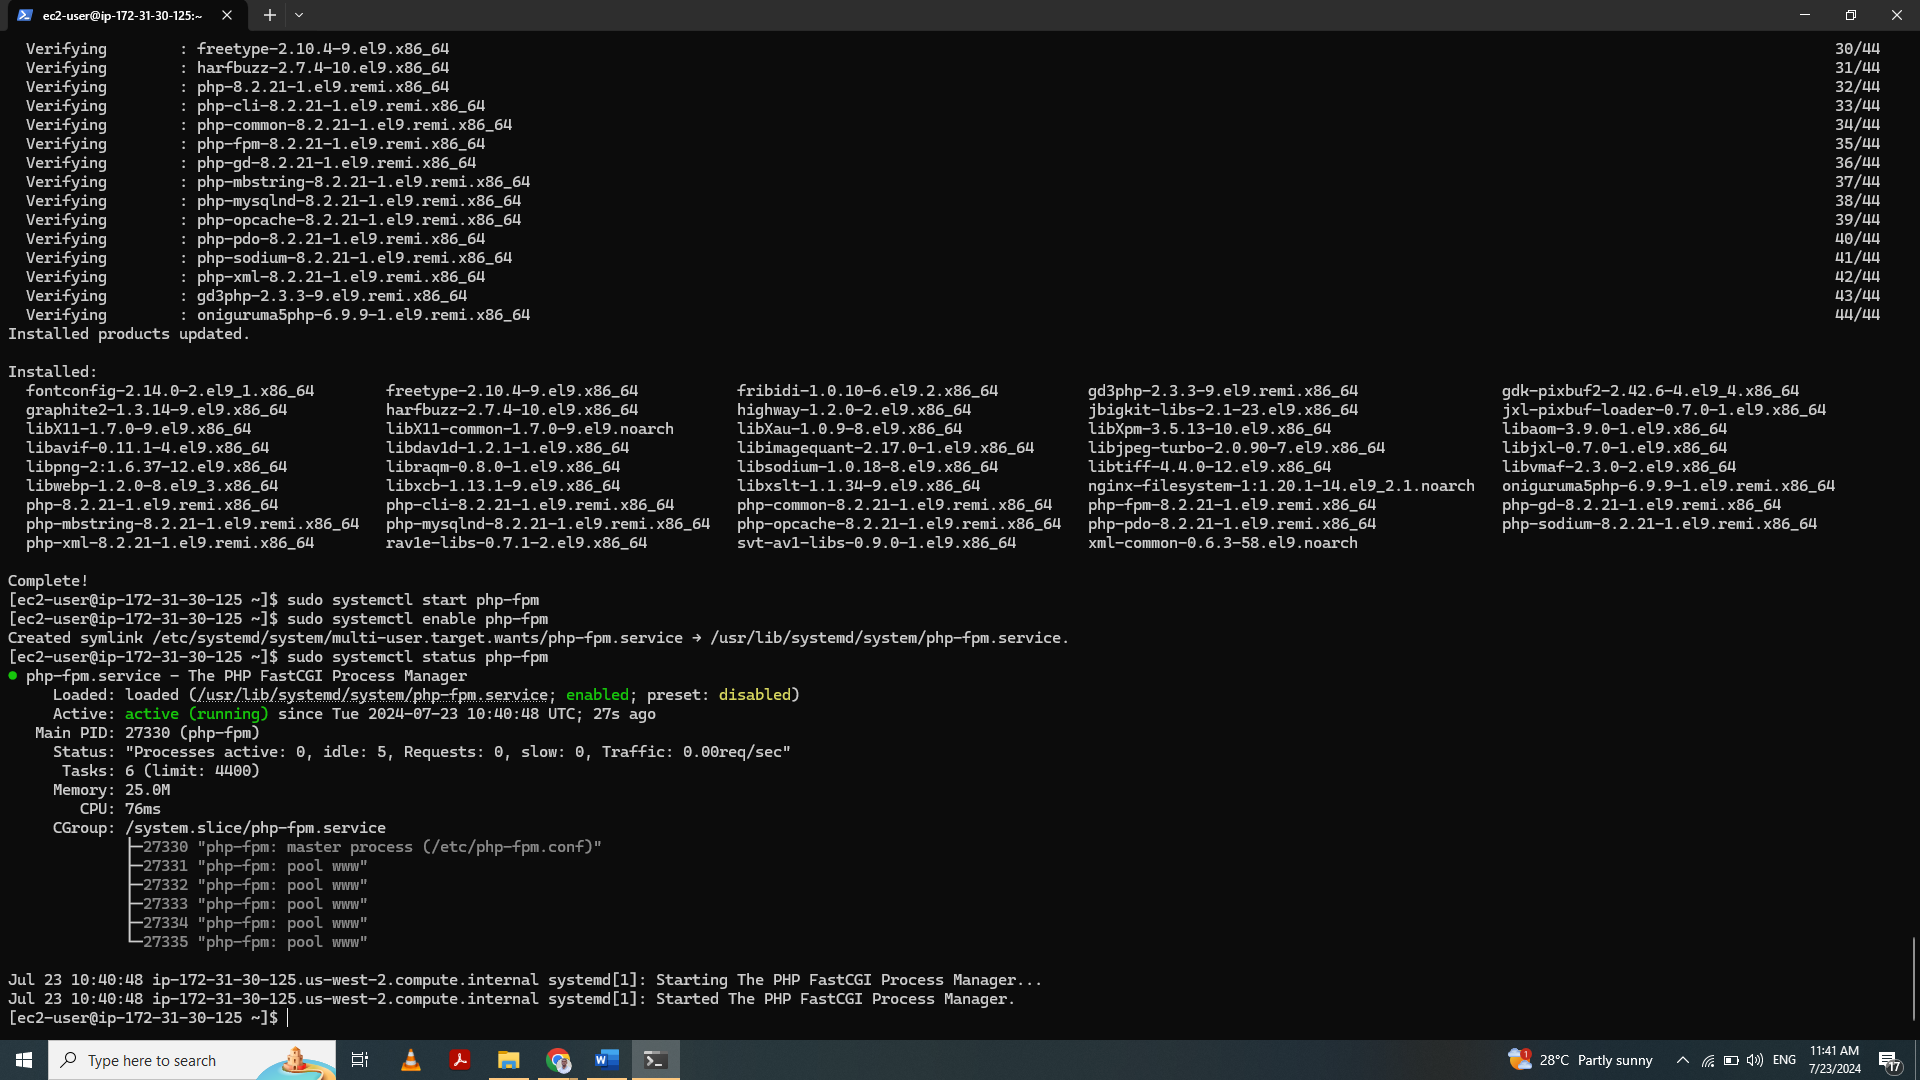 ec2-user@ip-172-31-30-125:~
Verifying        : freetype-2.10.4-9.el9.x86_64 30/44
Verifying        : harfbuzz-2.7.4-10.el9.x86_64 31/44
Verifying        : php-8.2.21-1.el9.remi.x86_64 32/44
Verifying        : php-cli-8.2.21-1.el9.remi.x86_64 33/44
Verifying        : php-common-8.2.21-1.el9.remi.x86_64 34/44
Verifying        : php-fpm-8.2.21-1.el9.remi.x86_64 35/44
Verifying        : php-gd-8.2.21-1.el9.remi.x86_64 36/44
Verifying        : php-mbstring-8.2.21-1.el9.remi.x86_64 37/44
Verifying        : php-mysqlnd-8.2.21-1.el9.remi.x86_64 38/44
Verifying        : php-opcache-8.2.21-1.el9.remi.x86_64 39/44
Verifying        : php-pdo-8.2.21-1.el9.remi.x86_64 40/44
Verifying        : php-sodium-8.2.21-1.el9.remi.x86_64 41/44
Verifying        : php-xml-8.2.21-1.el9.remi.x86_64 42/44
Verifying        : gd3php-2.3.3-9.el9.remi.x86_64 43/44
Verifying        : oniguruma5php-6.9.9-1.el9.remi.x86_64 44/44
Installed products updated.
Installed:
fontconfig-2.14.0-2.el9_1.x86_64 freetype-2.10.4-9.el9.x86_64 fribidi-1.0.10-6.el9.2.x86_64 gd3php-2.3.3-9.el9.remi.x86_64 gdk-pixbuf2-2.42.6-4.el9_4.x86_64
graphite2-1.3.14-9.el9.x86_64 harfbuzz-2.7.4-10.el9.x86_64 highway-1.2.0-2.el9.x86_64 jbigkit-libs-2.1-23.el9.x86_64 jxl-pixbuf-loader-0.7.0-1.el9.x86_64
libX11-1.7.0-9.el9.x86_64 libX11-common-1.7.0-9.el9.noarch libXau-1.0.9-8.el9.x86_64 libXpm-3.5.13-10.el9.x86_64 libaom-3.9.0-1.el9.x86_64
libavif-0.11.1-4.el9.x86_64 libdav1d-1.2.1-1.el9.x86_64 libimagequant-2.17.0-1.el9.x86_64 libjpeg-turbo-2.0.90-7.el9.x86_64 libjxl-0.7.0-1.el9.x86_64
libpng-2:1.6.37-12.el9.x86_64 libraqm-0.8.0-1.el9.x86_64 libsodium-1.0.18-8.el9.x86_64 libtiff-4.4.0-12.el9.x86_64 libvmaf-2.3.0-2.el9.x86_64
libwebp-1.2.0-8.el9_3.x86_64 libxcb-1.13.1-9.el9.x86_64 libxslt-1.1.34-9.el9.x86_64 nginx-filesystem-1:1.20.1-14.el9_2.1.noarch oniguruma5php-6.9.9-1.el9.remi.x86_64
php-8.2.21-1.el9.remi.x86_64 php-cli-8.2.21-1.el9.remi.x86_64 php-common-8.2.21-1.el9.remi.x86_64 php-fpm-8.2.21-1.el9.remi.x86_64 php-gd-8.2.21-1.el9.remi.x86_64
php-mbstring-8.2.21-1.el9.remi.x86_64 php-mysqlnd-8.2.21-1.el9.remi.x86_64 php-opcache-8.2.21-1.el9.remi.x86_64 php-pdo-8.2.21-1.el9.remi.x86_64 php-sodium-8.2.21-1.el9.remi.x86_64
php-xml-8.2.21-1.el9.remi.x86_64 rav1e-libs-0.7.1-2.el9.x86_64 svt-av1-libs-0.9.0-1.el9.x86_64 xml-common-0.6.3-58.el9.noarch
Complete!
[ec2-user@ip-172-31-30-125 ~]$ sudo systemctl start php-fpm
[ec2-user@ip-172-31-30-125 ~]$ sudo systemctl enable php-fpm
Created symlink /etc/systemd/system/multi-user.target.wants/php-fpm.service → /usr/lib/systemd/system/php-fpm.service.
[ec2-user@ip-172-31-30-125 ~]$ sudo systemctl status php-fpm
● php-fpm.service - The PHP FastCGI Process Manager
Loaded: loaded (/usr/lib/systemd/system/php-fpm.service; enabled; preset: disabled)
Active: active (running) since Tue 2024-07-23 10:40:48 UTC; 27s ago
Main PID: 27330 (php-fpm)
Status: "Processes active: 0, idle: 5, Requests: 0, slow: 0, Traffic: 0.00req/sec"
Tasks: 6 (limit: 4400)
Memory: 25.0M
CPU: 76ms
CGroup: /system.slice/php-fpm.service
├─27330 "php-fpm: master process (/etc/php-fpm.conf)"
├─27331 "php-fpm: pool www"
├─27332 "php-fpm: pool www"
├─27333 "php-fpm: pool www"
├─27334 "php-fpm: pool www"
└─27335 "php-fpm: pool www"
Jul 23 10:40:48 ip-172-31-30-125.us-west-2.compute.internal systemd[1]: Starting The PHP FastCGI Process Manager...
Jul 23 10:40:48 ip-172-31-30-125.us-west-2.compute.internal systemd[1]: Started The PHP FastCGI Process Manager.
[ec2-user@ip-172-31-30-125 ~]$
Type here to search
1
28°C Partly sunny
ENG
11:41 AM
7/23/2024
17